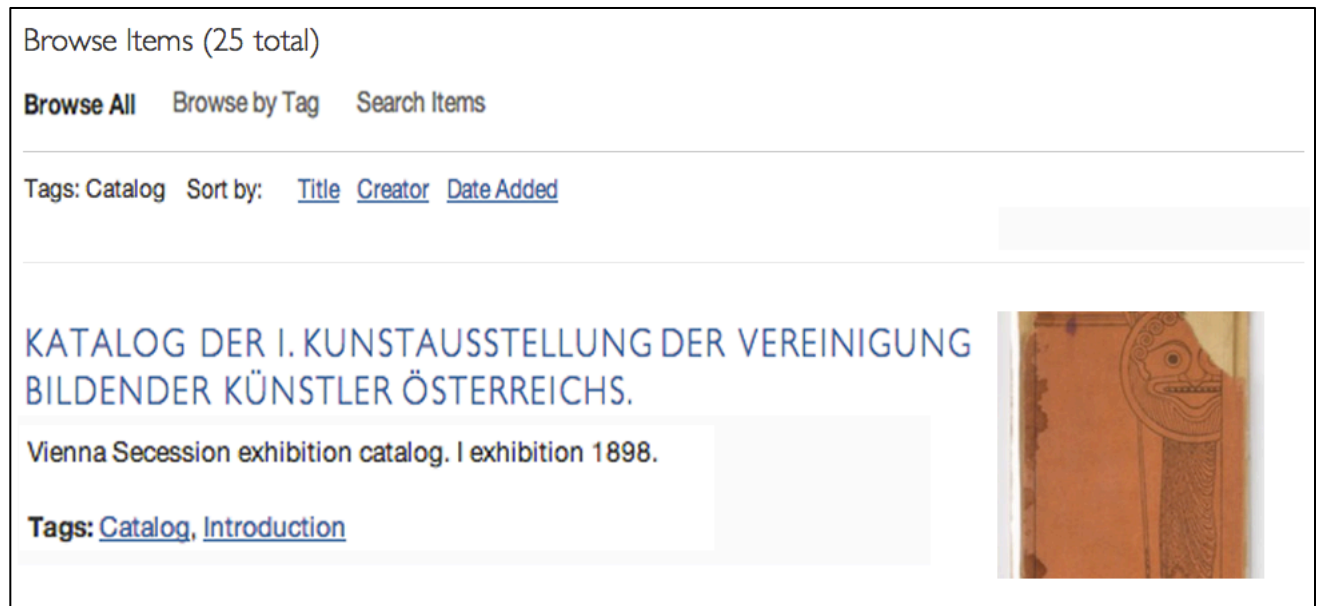 Browse Items (25 total)
Browse All Browse by Tag Search Items
Tags: Catalog Sort by: Title Creator Date Added
KATALOG DER I. KUNSTAUSSTELLUNG DER VEREINIGUNG
BILDENDER KÜNSTLER ÖSTERREICHS.
Vienna Secession exhibition catalog. I exhibition 1898.
Tags: Catalog, Introduction